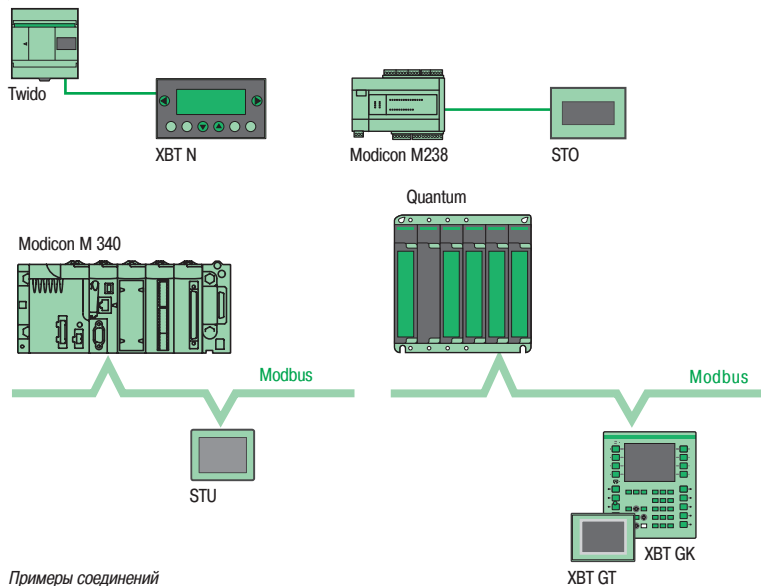 Twido
XBT N
Modicon M238
STO
Quantum
Modicon M 340
Modbus
Modbus
STU
XBT GK
XBT GT
Примеры соединений